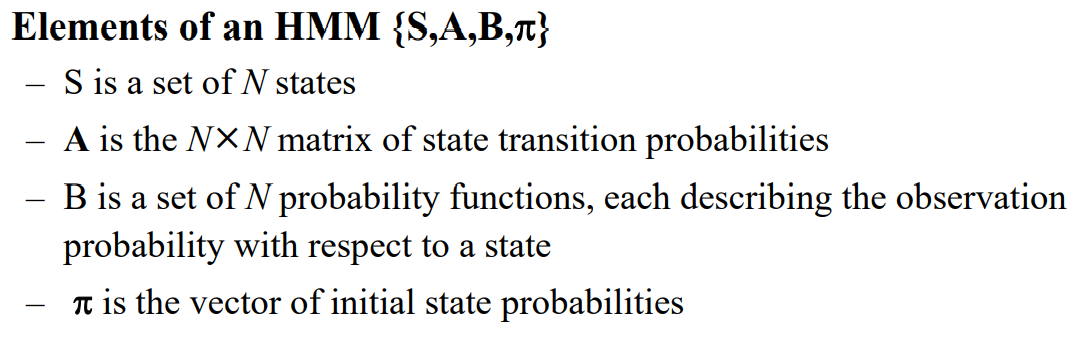 Elements of an HMM {S,A,B,π}
– S is a set of N states
– A is the N×N matrix of state transition probabilities
– B is a set of N probability functions, each describing the observation
probability with respect to a state
– π is the vector of initial state probabilities